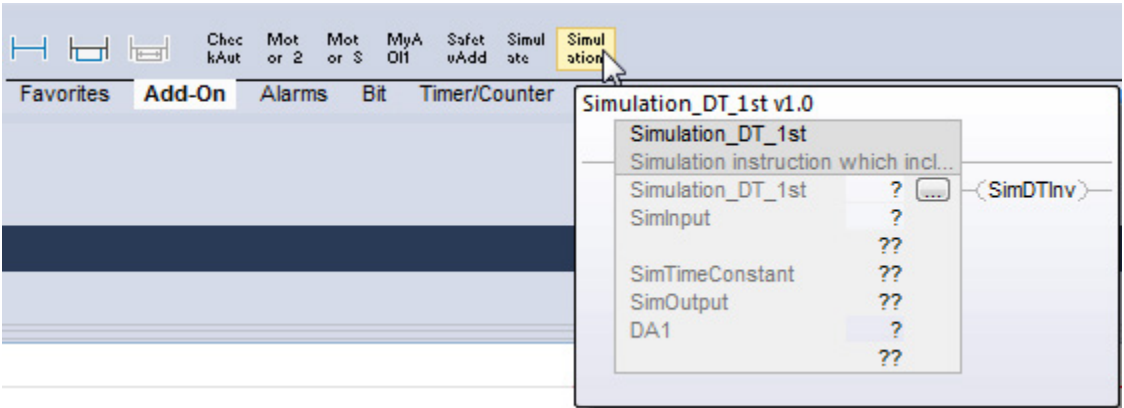 Chec Mot Mot MyA Safet Simul Simul
kAut or 2 or S OI1 yAdd ate ation
Favorites Add-On Alarms Bit Timer/Counter
Simulation_DT_1st v1.0
Simulation_DT_1st
Simulation instruction which incl...
Simulation_DT_1st ? ... SimDTInv
SimInput ?
??
SimTimeConstant ??
SimOutput ??
DA1 ?
??